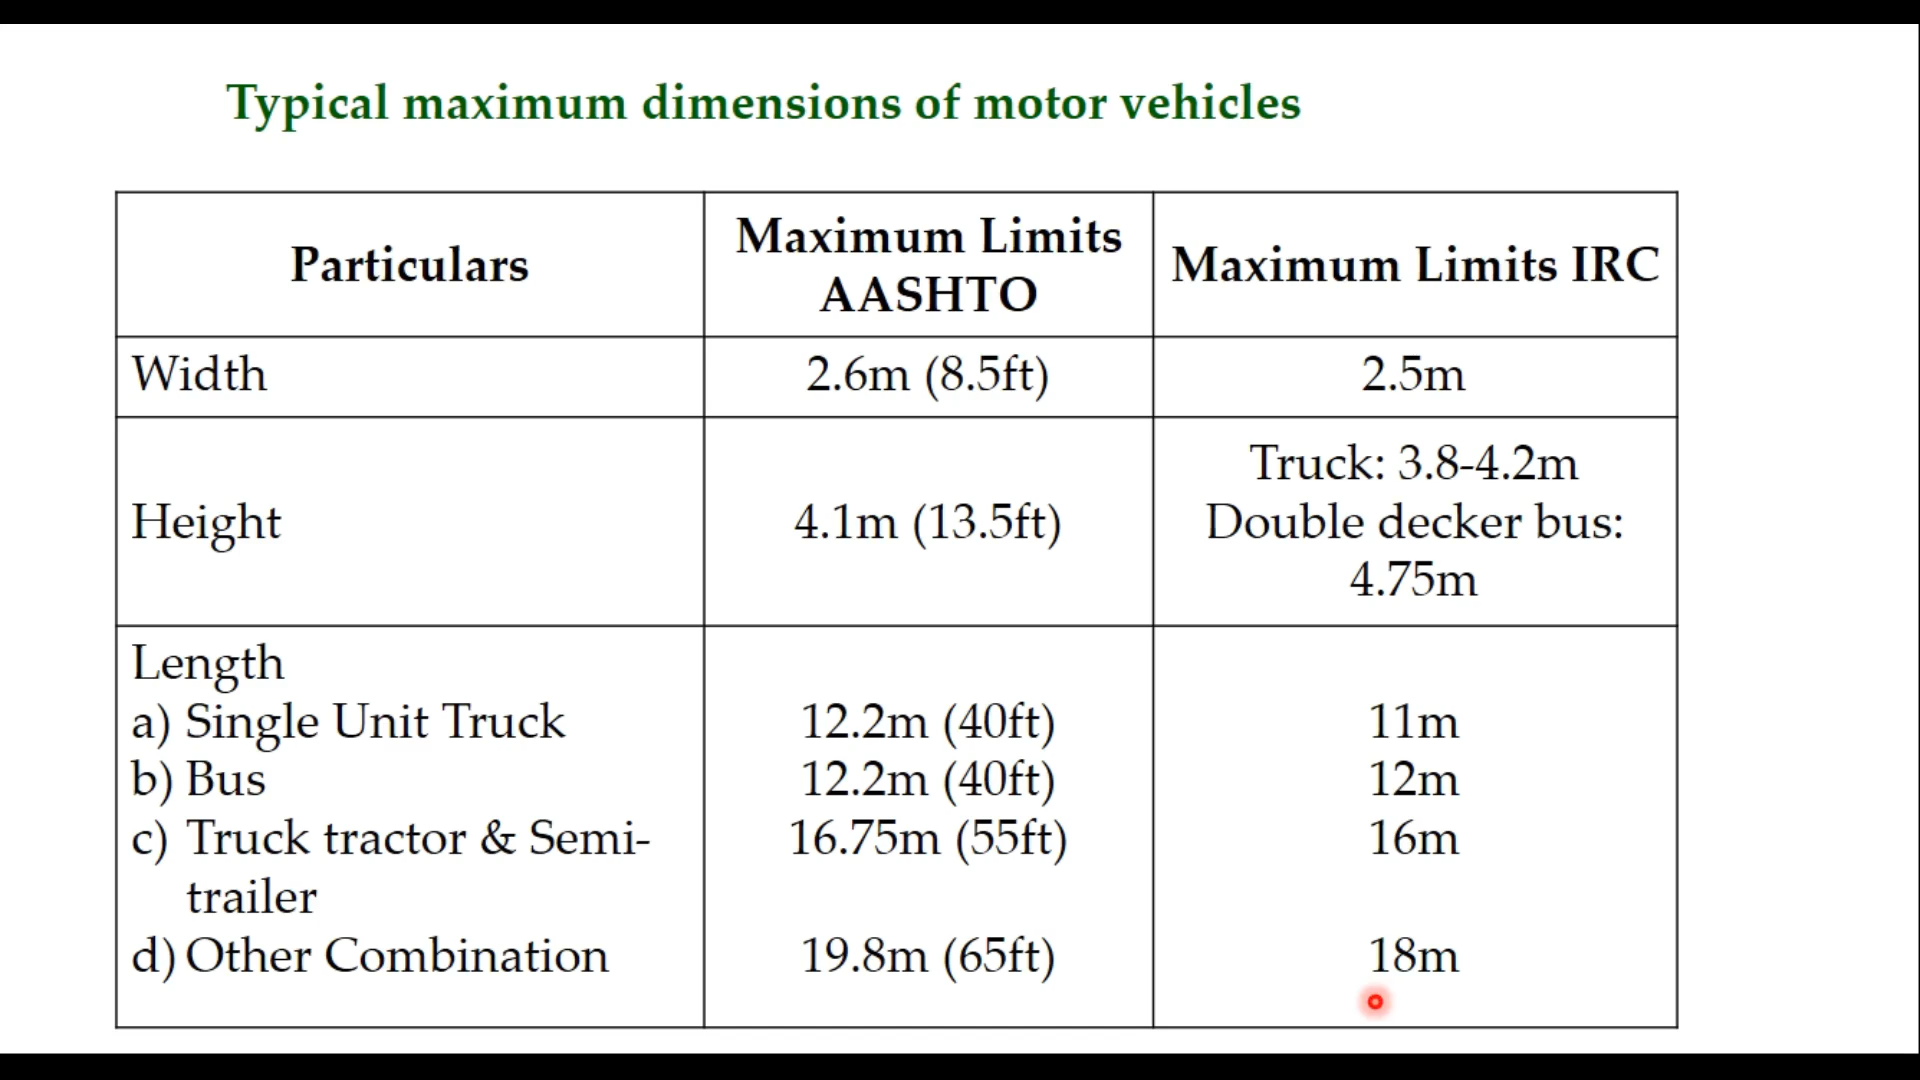 Typical maximum dimensions of motor vehicles
Particulars
Maximum Limits
AASHTO
Maximum Limits IRC
Width
2.6m (8.5ft)
2.5m
Height
4.1m (13.5ft)
Truck: 3.8-4.2m
Double decker bus:
4.75m
Length
a) Single Unit Truck
12.2m (40ft)
11m
b) Bus
12.2m (40ft)
12m
c) Truck tractor & Semi-
trailer
16.75m (55ft)
16m
d) Other Combination
19.8m (65ft)
18m